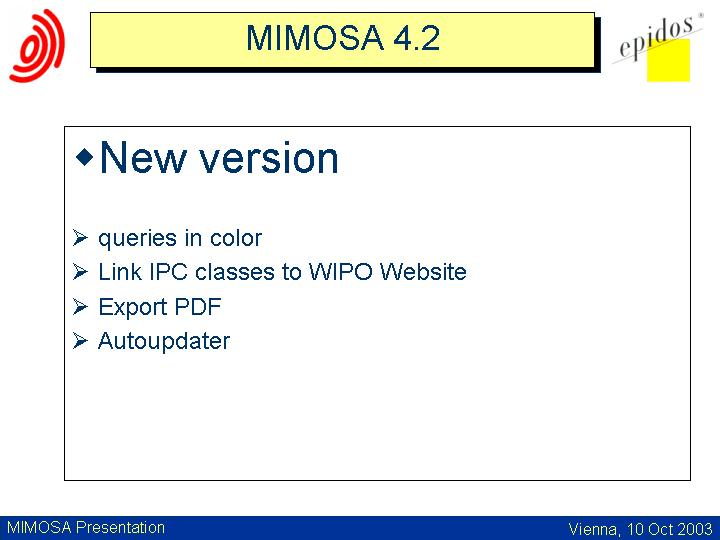 MIMOSA 4.2
epidos®
◆New version
➢ queries in color
➢ Link IPC classes to WIPO Website
➢ Export PDF
➢ Autoupdater
MIMOSA Presentation
Vienna, 10 Oct 2003